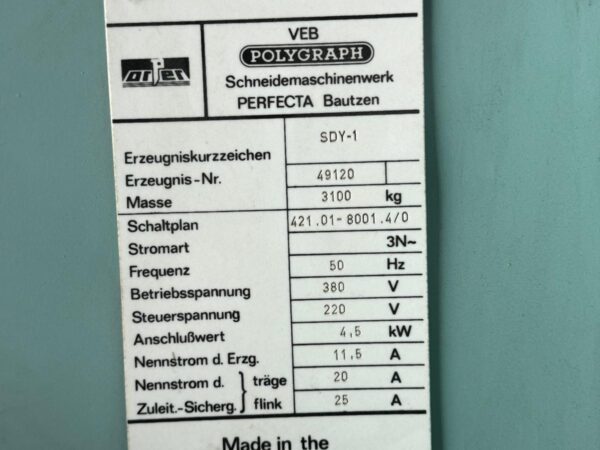 VEB
POLYGRAPH
Schneidemaschinenwerk
PERFECTA Bautzen
Erzeugniskurzzeichen SDY-1
Erzeugnis-Nr. 49120
Masse 3100 kg
Schaltplan 421.01-8001.4/0
Stromart 3N~
Frequenz 50 Hz
Betriebsspannung 380 V
Steuerspannung 220 V
Anschlußwert 4,5 kW
Nennstrom d. Erzg. 11,5 A
Nennstrom d. } träge 20 A
Zuleit.-Sicherg. } flink 25 A
Made in the